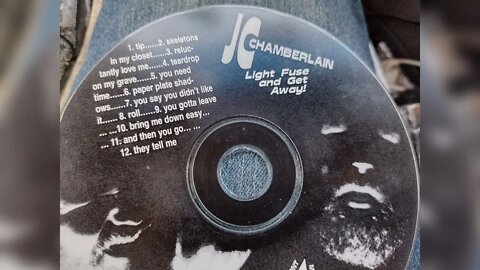 JC
CHAMBERLAIN
Light Fuse
and Get
Away!
1. tip......2. skeletons
in my closet......3. reluc-
tantly love me......4. teardrop
on my grave......5. you need
time......6. paper plate shad-
ows......7. you say you didn't like
it......8. roll......9. you gotta leave
... ...10. bring me down easy...
... 11. and then you go... ...
12. they tell me